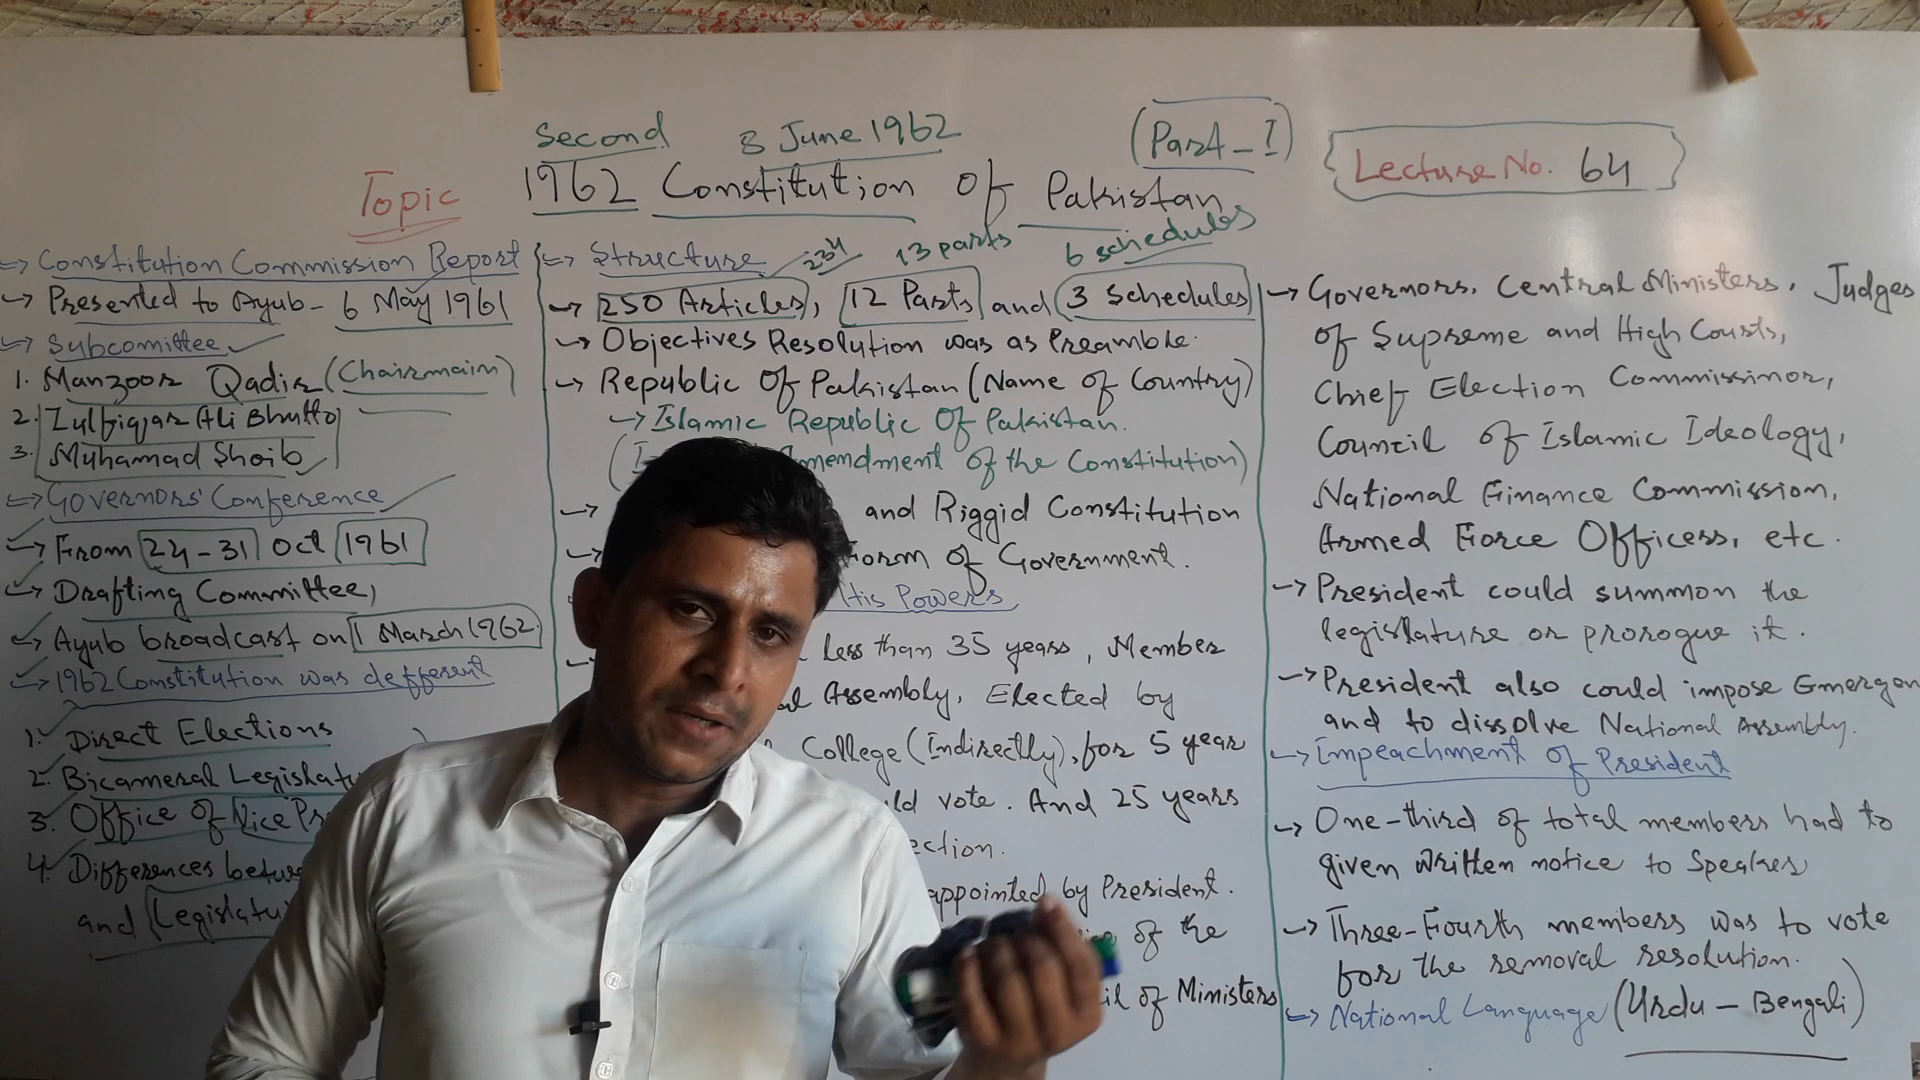 Second 8 June 1962
(Part-I)
Lecture No. 64
Topic
1962 Constitution Of Pakistan
⇒ Constitution Commission Report
→ Presented to Ayub - 6 May 1961
⇒ Subcomittee
1. Manzoor Qadir (Chairmain)
2. Zulfiqar Ali Bhutto
3. Muhamad Shoib
⇒ Governors' Conference
→ From 24-31 Oct 1961
→ Drafting Committee,
→ Ayub broadcast on 1 March 1962
⇒ 1962 Constitution was defferent
1. Direct Elections
2. Bicameral Legislatu
3. Office of Vice Pr
4. Differences betwe
and Legislatu
⇒ Structure 234 13 parts 6 schedules
→ 250 Articles, 12 Parts and 3 Schedules
→ Objectives Resolution was as Preamble.
→ Republic Of Pakistan (Name of Country)
→ Islamic Republic Of Pakistan.
mendment of the Constitution)
→ and Riggid Constitution
→ Form of Government.
His Powers
→ less than 35 years, Member
al Assembly, Elected by
College (Indirectly), for 5 year
ld vote. And 25 years
ection.
appointed by President.
of the
il of Ministers
→ Governors, Central Ministers, Judges
of Supreme and High Courts,
Chief Election Commissinor,
Council of Islamic Ideology,
National Finance Commission,
Armed Force Officers, etc.
→ President could summon the
legislature or prorogue it.
→ President also could impose Emergen
and to dissolve National Assembly.
→ Impeachment of President
→ One-third of total members had to
given written notice to Speaker
→ Three-Fourth members was to vote
for the removal resolution.
⇒ National Language (Urdu - Bengali)